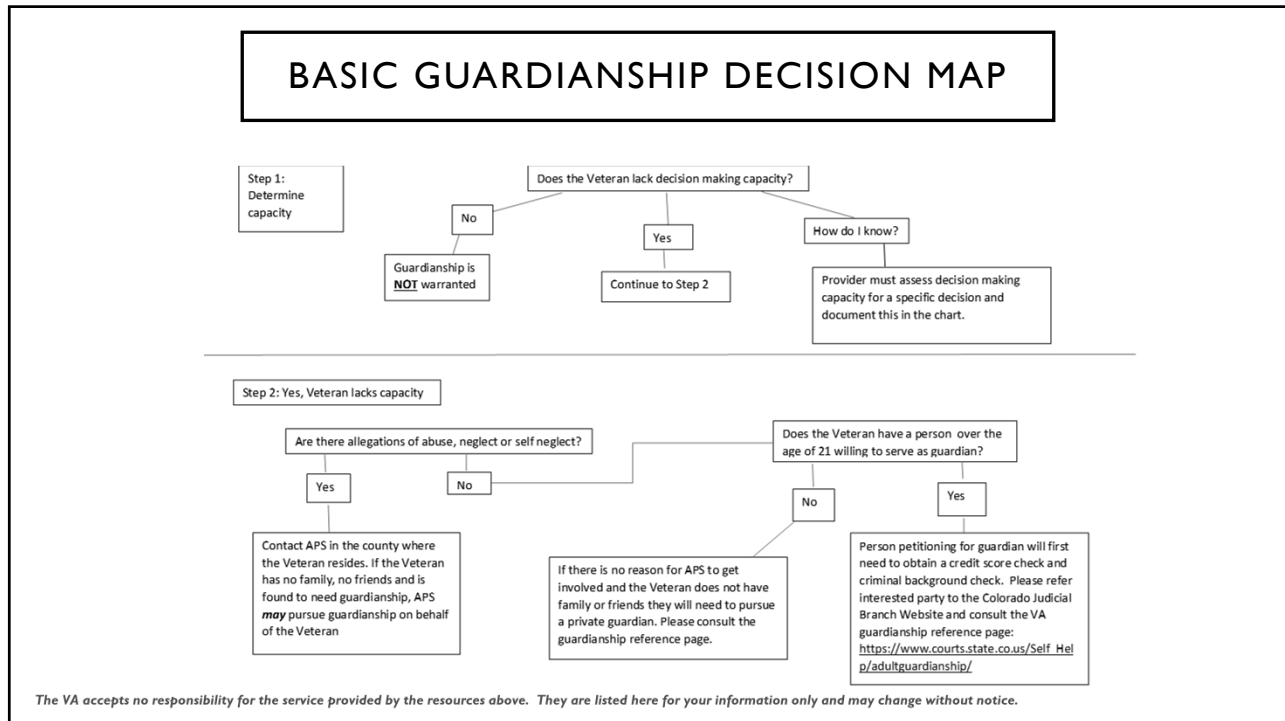 BASIC GUARDIANSHIP DECISION MAP
Step 1:
Determine
capacity
Does the Veteran lack decision making capacity?
No
Yes
How do I know?
Guardianship is
NOT warranted
Continue to Step 2
Provider must assess decision making
capacity for a specific decision and
document this in the chart.
Step 2: Yes, Veteran lacks capacity
Are there allegations of abuse, neglect or self neglect?
Does the Veteran have a person over the
age of 21 willing to serve as guardian?
Yes
No
No
Yes
Contact APS in the county where
the Veteran resides. If the Veteran
has no family, no friends and is
found to need guardianship, APS
may pursue guardianship on behalf
of the Veteran
If there is no reason for APS to get
involved and the Veteran does not have
family or friends they will need to pursue
a private guardian. Please consult the
guardianship reference page.
Person petitioning for guardian will first
need to obtain a credit score check and
criminal background check. Please refer
interested party to the Colorado Judicial
Branch Website and consult the VA
guardianship reference page:
https://www.courts.state.co.us/Self_Hel
p/adultguardianship/
The VA accepts no responsibility for the service provided by the resources above. They are listed here for your information only and may change without notice.